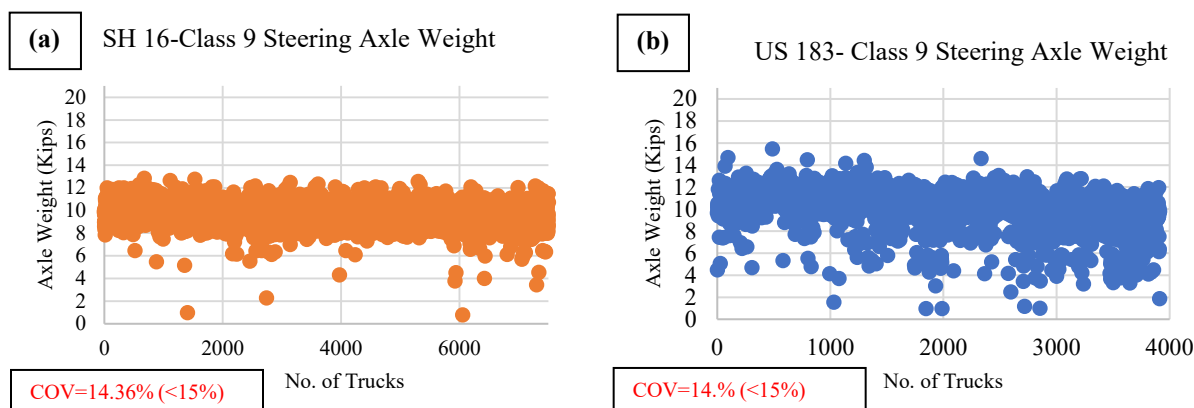 (a) SH 16-Class 9 Steering Axle Weight
Axle Weight (Kips)
20
18
16
14
12
10
8
6
4
2
0
0 2000 4000 6000
No. of Trucks
COV=14.36% (<15%)
(b) US 183- Class 9 Steering Axle Weight
Axle Weight (Kips)
20
18
16
14
12
10
8
6
4
2
0
0 1000 2000 3000 4000
No. of Trucks
COV=14.% (<15%)